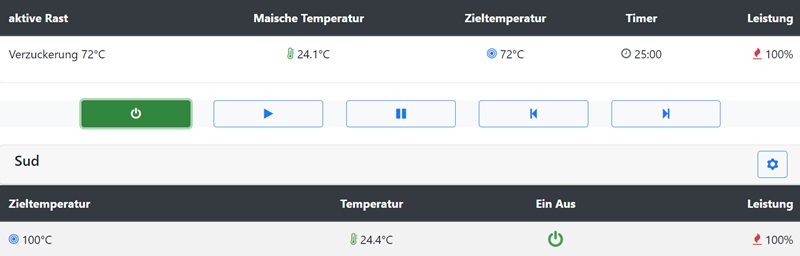 aktive Rast Maische Temperatur Zieltemperatur Timer Leistung
Verzuckerung 72°C 24.1°C 72°C 25:00 100%
Sud
Zieltemperatur Temperatur Ein Aus Leistung
100°C 24.4°C 100%